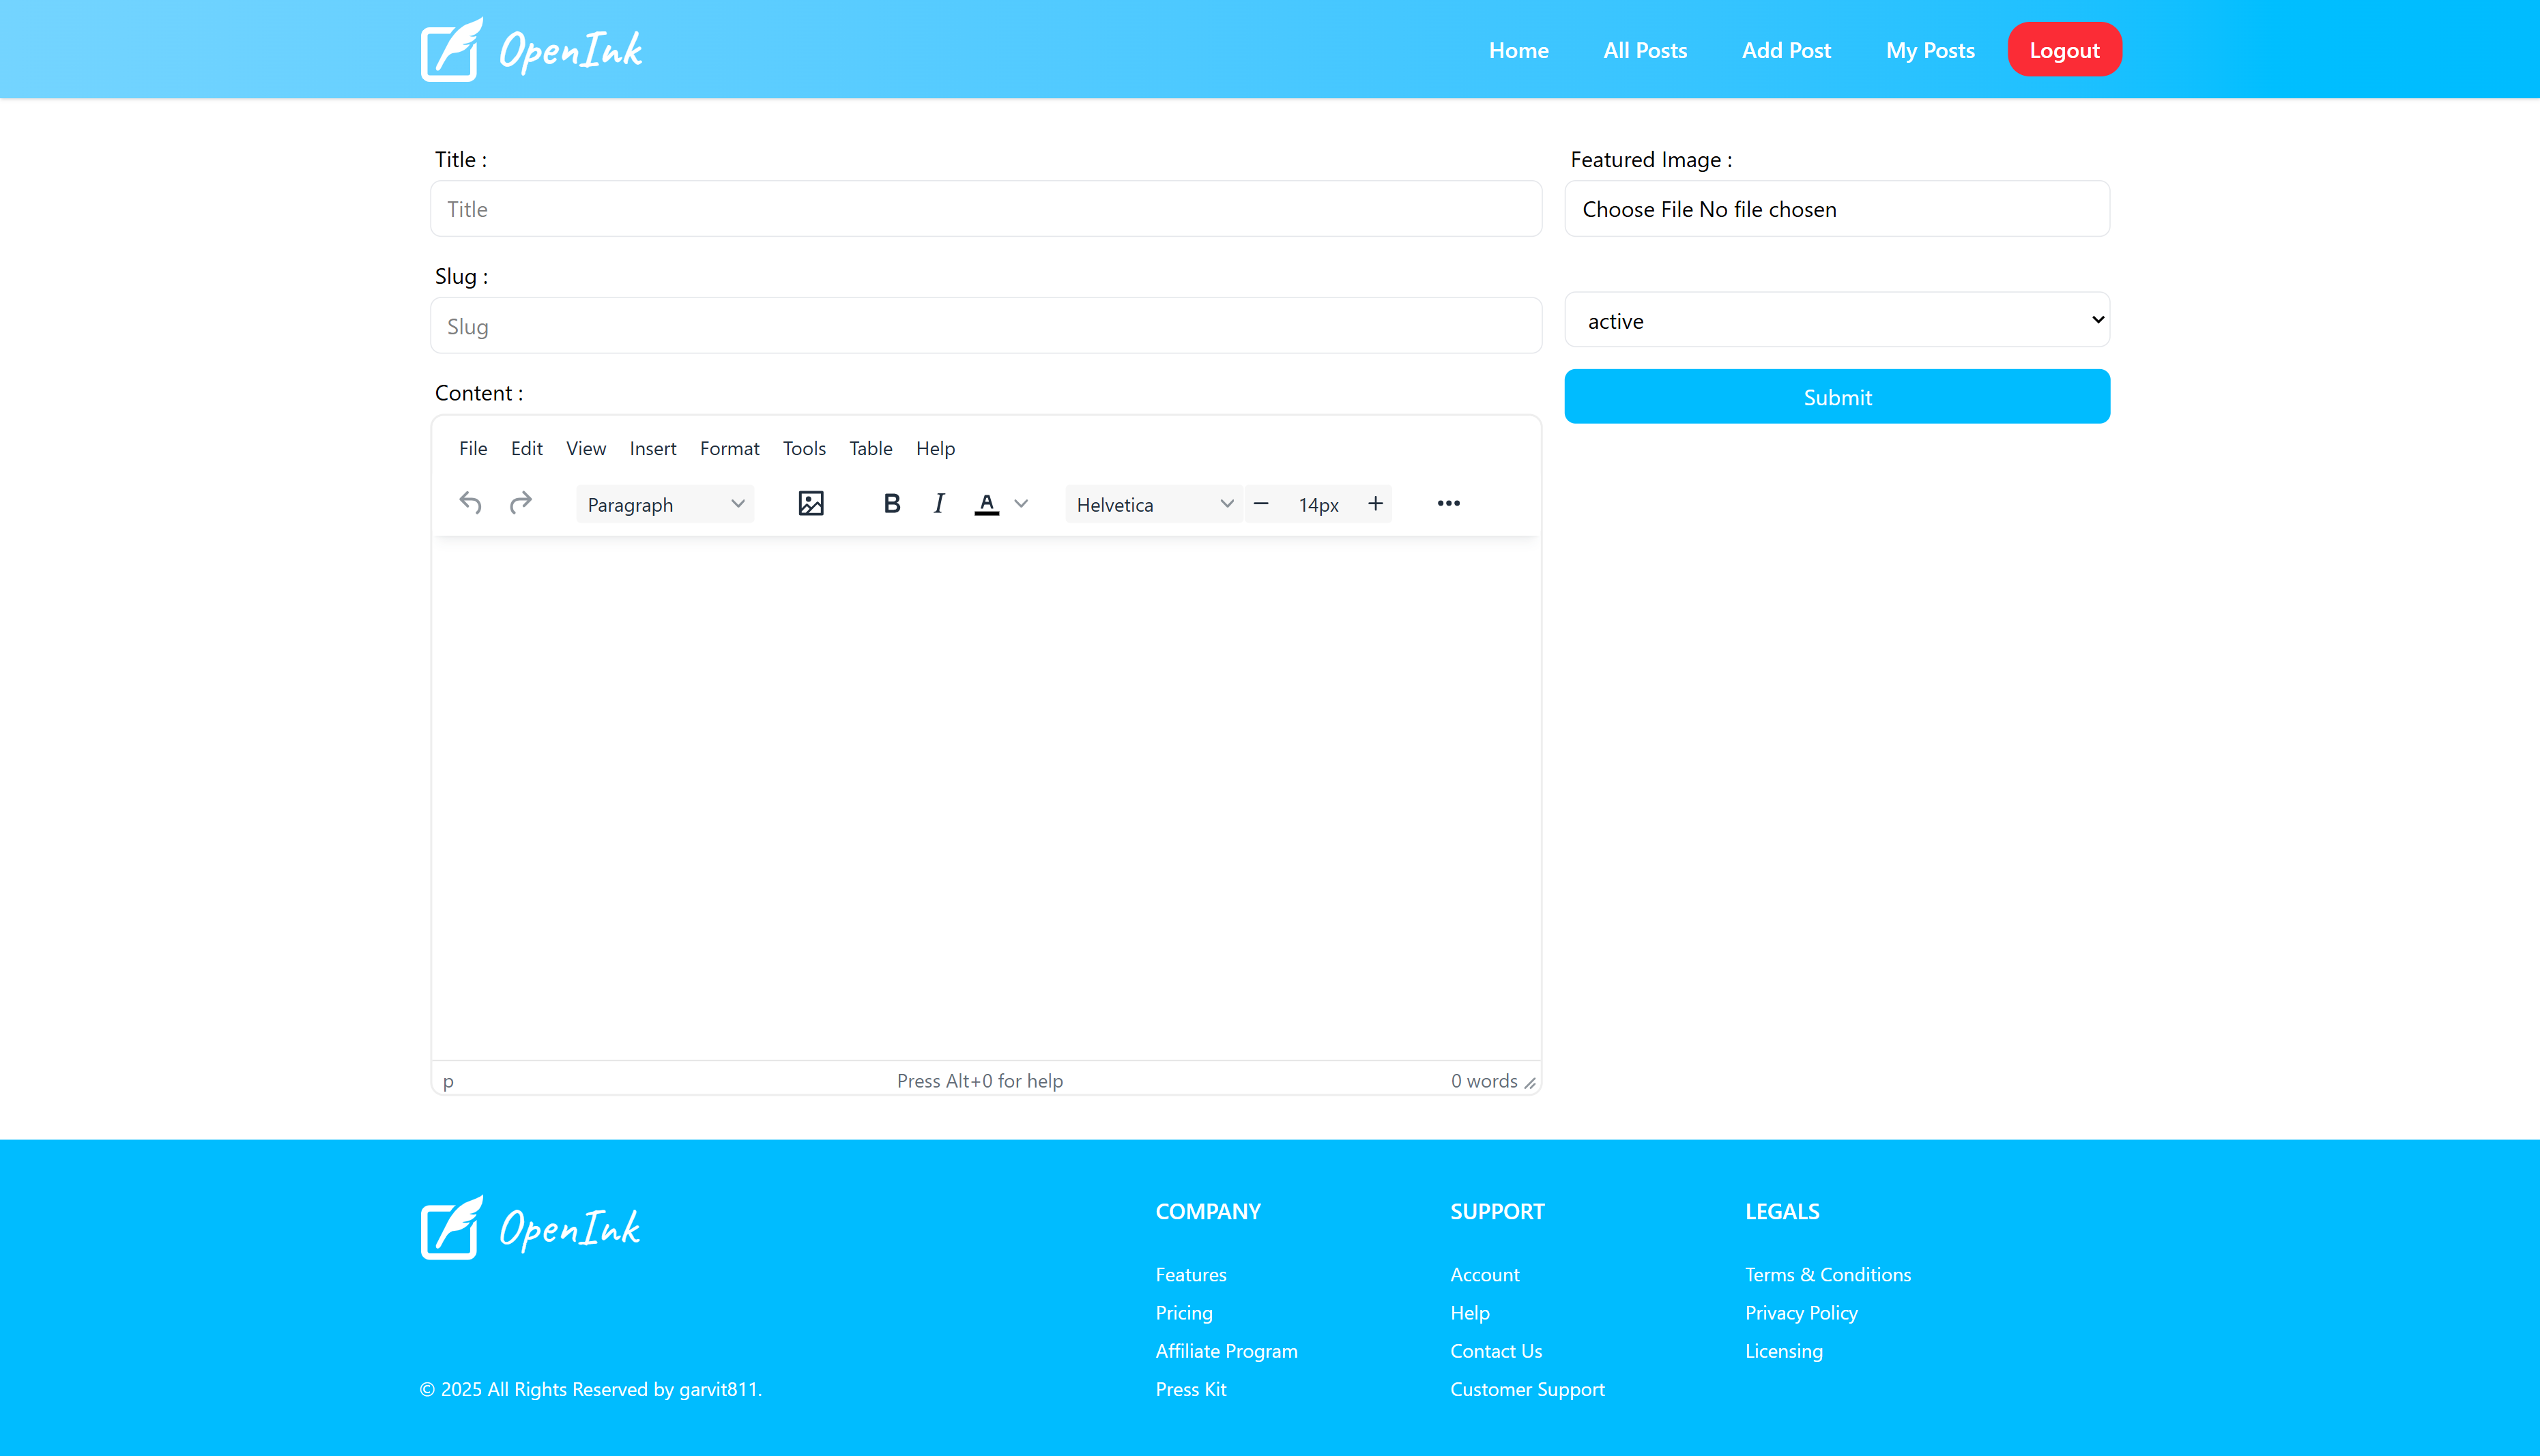 OpenInk
Home All Posts Add Post My Posts Logout
Title :
Title
Featured Image :
Choose File No file chosen
Slug :
Slug
active
Submit
Content :
File Edit View Insert Format Tools Table Help
Paragraph B I A Helvetica 14px
p Press Alt+0 for help 0 words
OpenInk
© 2025 All Rights Reserved by garvit811.
COMPANY
Features
Pricing
Affiliate Program
Press Kit
SUPPORT
Account
Help
Contact Us
Customer Support
LEGALS
Terms & Conditions
Privacy Policy
Licensing